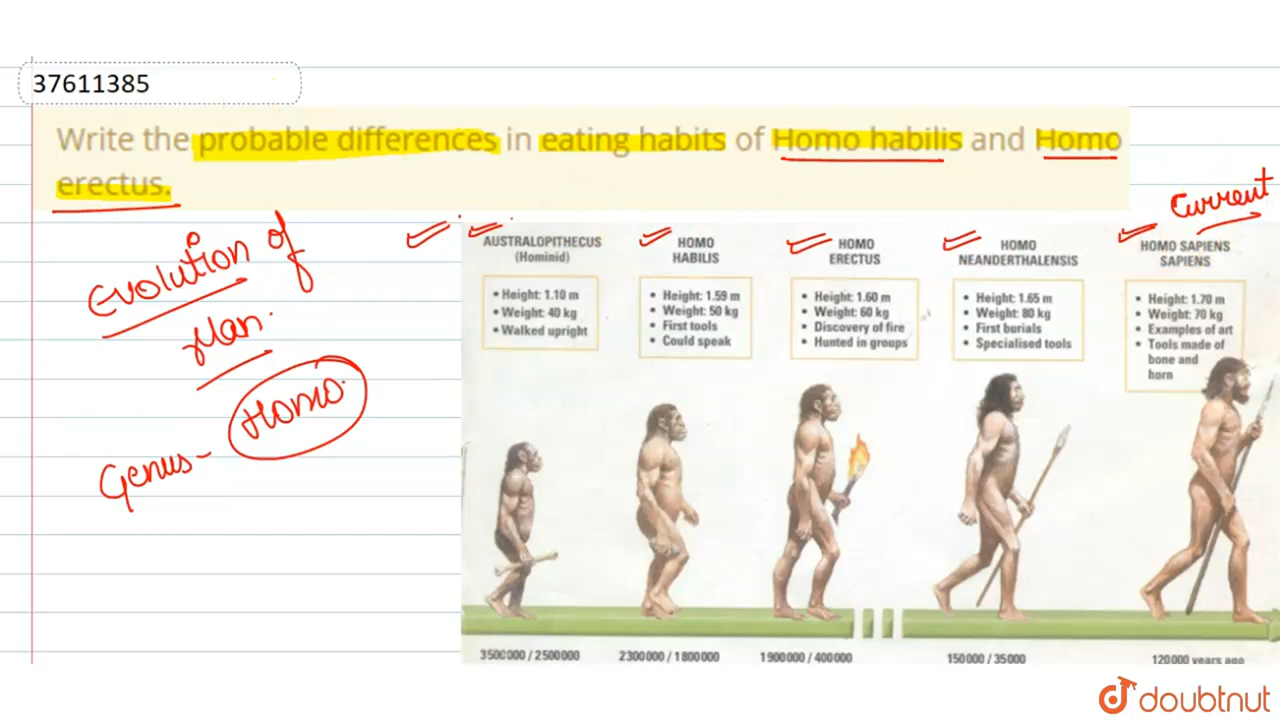 37611385
Write the probable differences in eating habits of Homo habilis and Homo
erectus.
Current
Evolution of
Man.
Genus- Homo.
AUSTRALOPITHECUS
(Hominid)
• Height: 1.10 m
• Weight: 40 kg
• Walked upright
HOMO
HABILIS
• Height: 1.59 m
• Weight: 50 kg
• First tools
• Could speak
HOMO
ERECTUS
• Height: 1.60 m
• Weight: 60 kg
• Discovery of fire
• Hunted in groups
HOMO
NEANDERTHALENSIS
• Height: 1.65 m
• Weight: 80 kg
• First burials
• Specialised tools
HOMO SAPIENS
SAPIENS
• Height: 1.70 m
• Weight: 70 kg
• Examples of art
• Tools made of
bone and
horn
3500000 / 2500000
2300000 / 1800000
1900000 / 400000
150000 / 35000
120000 years ago
doubtnut